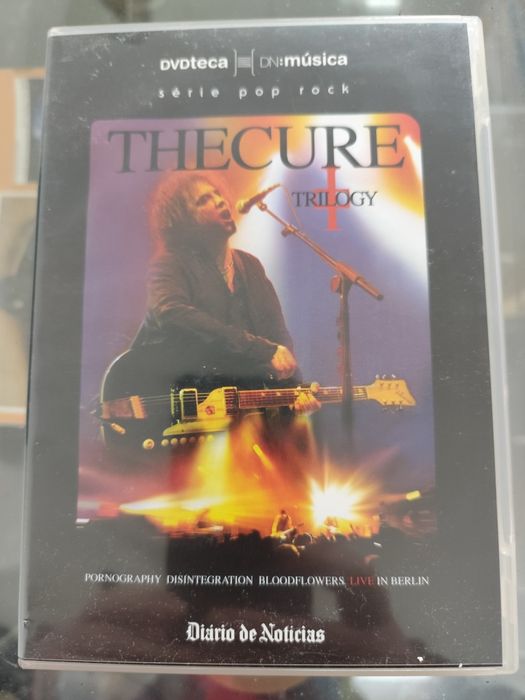 DVDteca DN:música
série pop rock
THECURE
TRILOGY
PORNOGRAPHY DISINTEGRATION BLOODFLOWERS LIVE IN BERLIN
Diário de Notícias